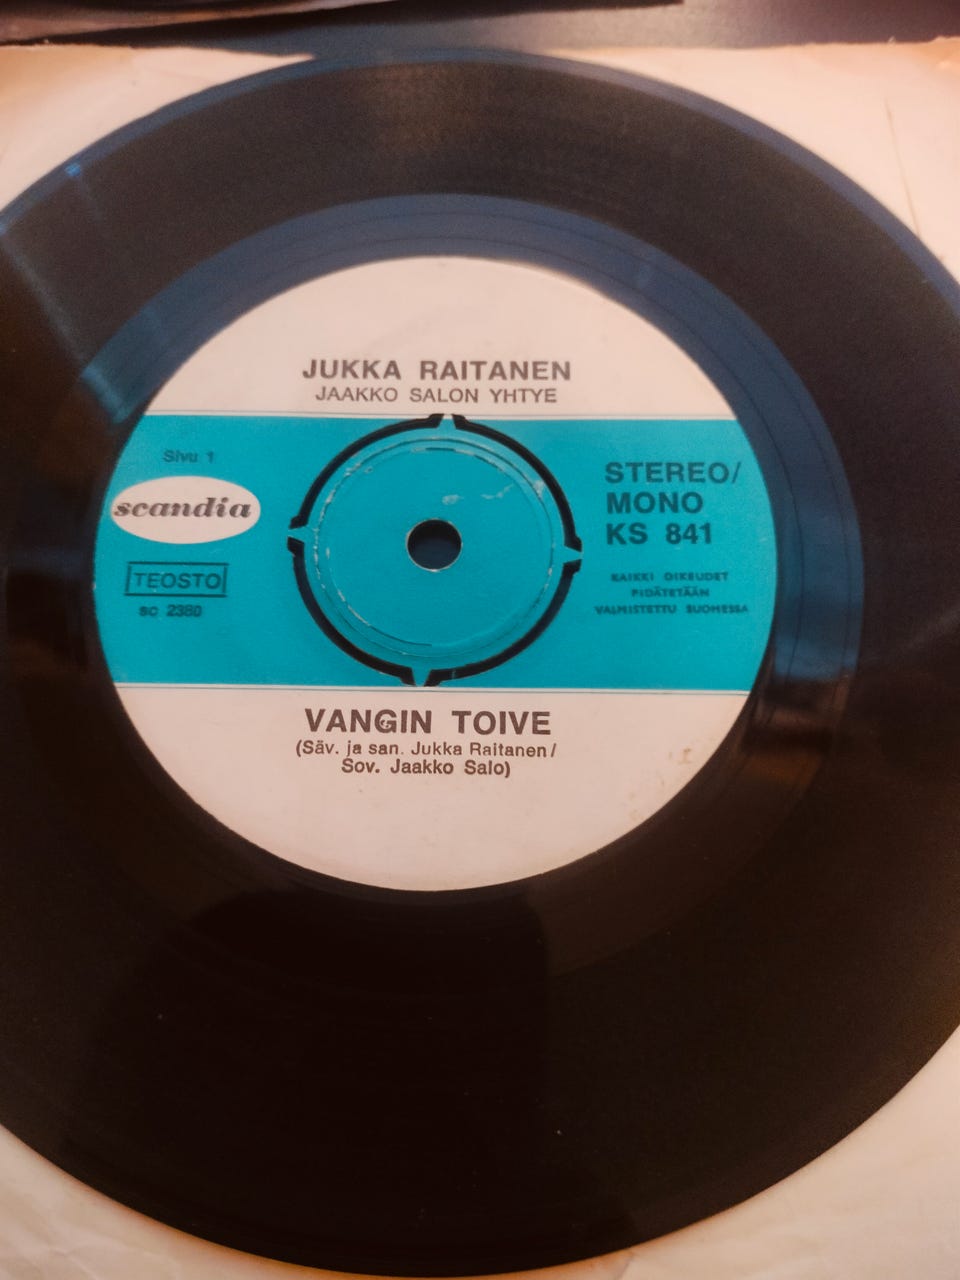 JUKKA RAITANEN
JAAKKO SALON YHTYE
Sivu 1
scandia
TEOSTO
sc 2380
STEREO/
MONO
KS 841
KAIKKI OIKEUDET
PIDÄTETÄÄN
VALMISTETTU SUOMESSA
VANGIN TOIVE
(Säv. ja san. Jukka Raitanen/
Sov. Jaakko Salo)